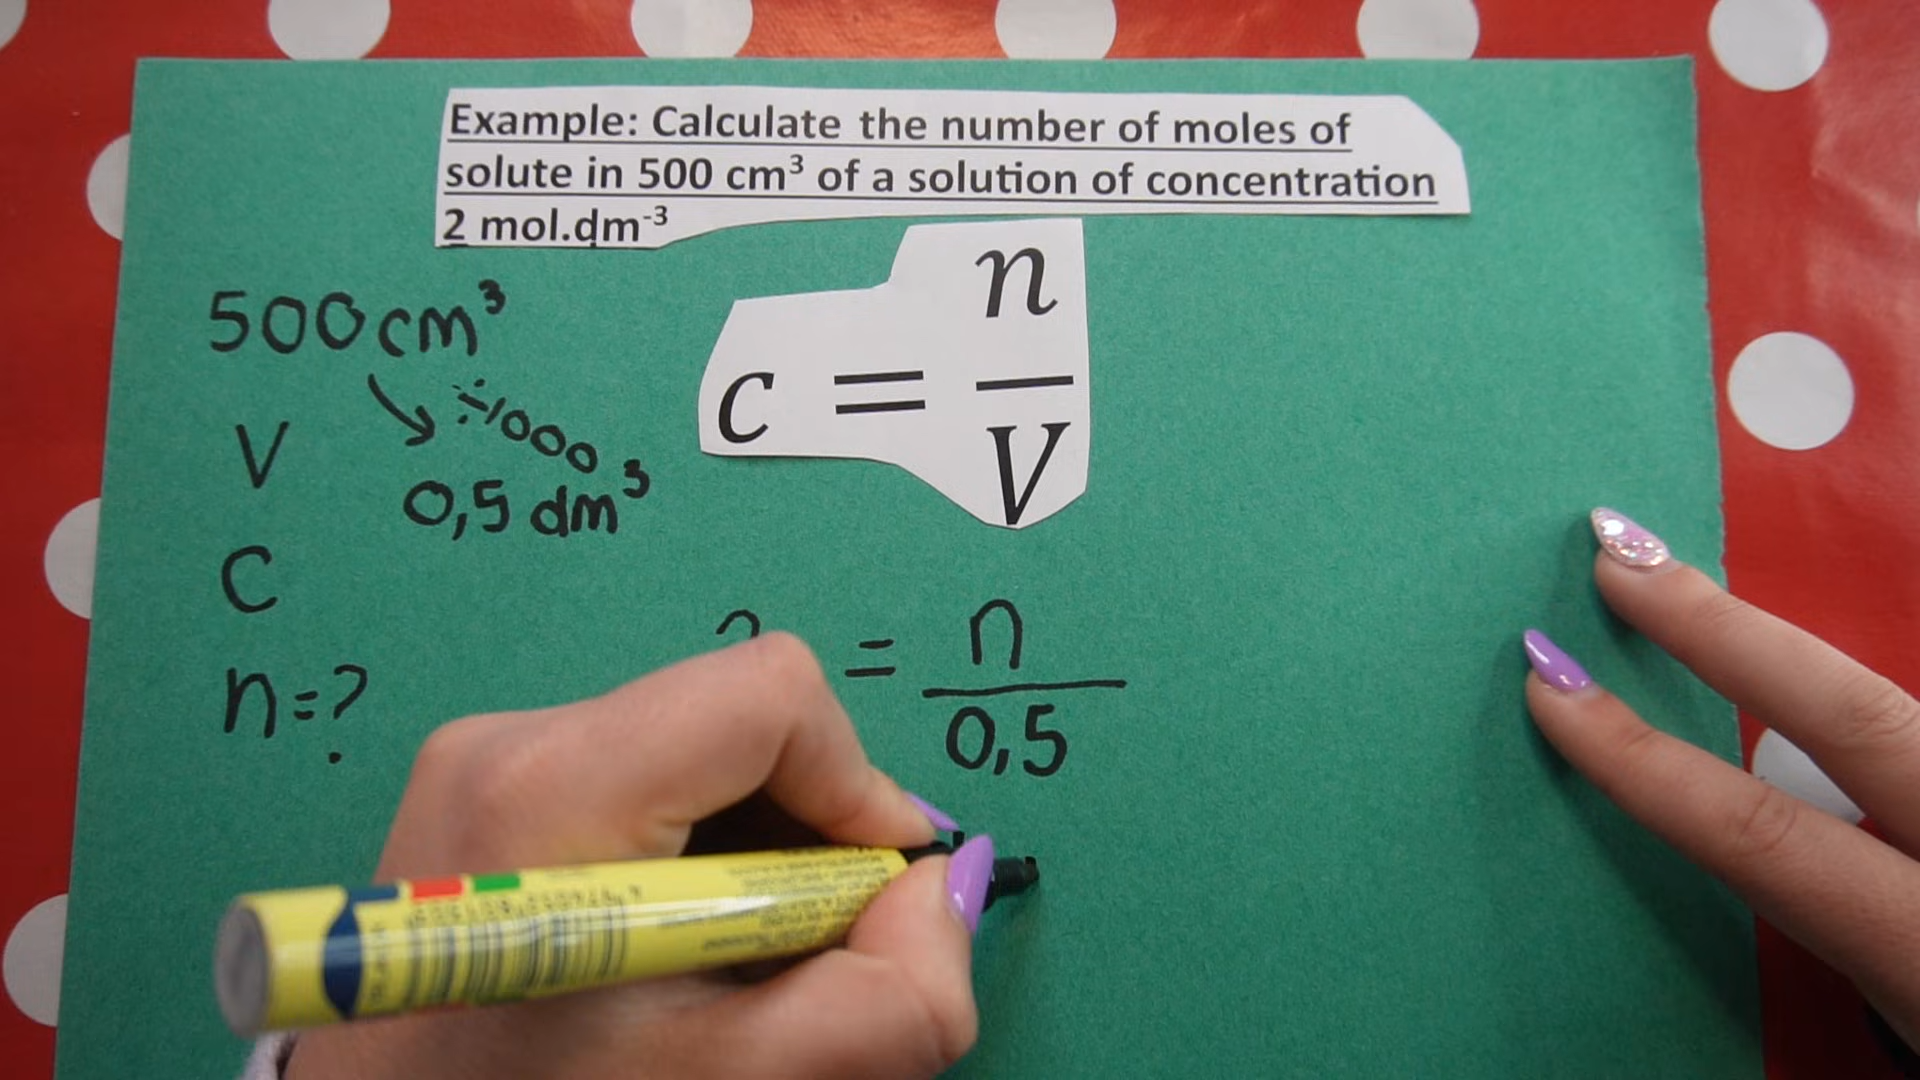 Example: Calculate the number of moles of
solute in 500 cm³ of a solution of concentration
2 mol.dm⁻³
c = n / V
500 cm³
÷1000
0,5 dm³
V
C
n=?
2 = n / 0,5